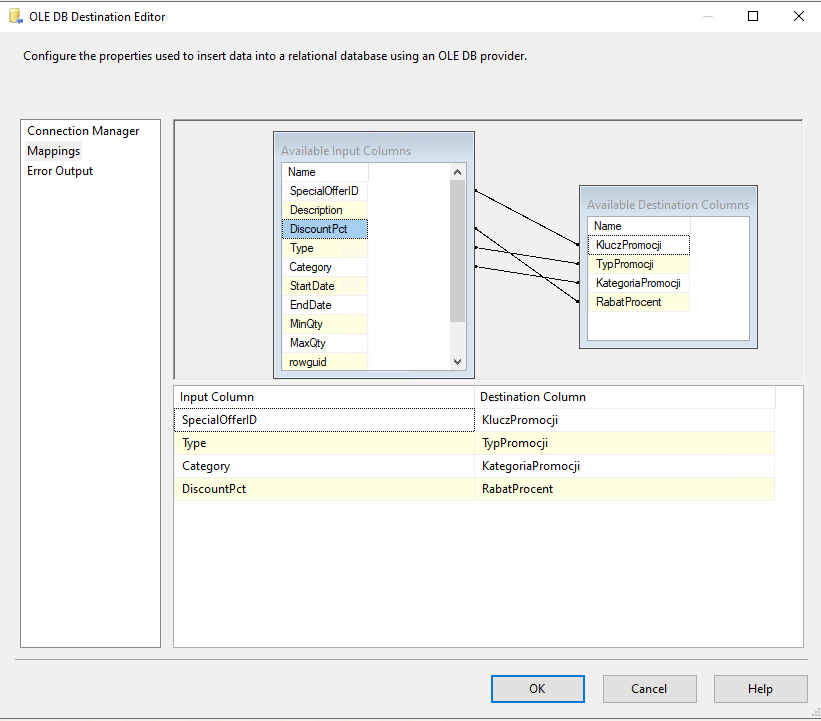 OLE DB Destination Editor
Configure the properties used to insert data into a relational database using an OLE DB provider.
Connection Manager
Mappings
Error Output
Available Input Columns
Name
SpecialOfferID
Description
DiscountPct
Type
Category
StartDate
EndDate
MinQty
MaxQty
rowguid
Available Destination Columns
Name
KluczPromocji
TypPromocji
KategoriaPromocji
RabatProcent
Input Column Destination Column
SpecialOfferID KluczPromocji
Type TypPromocji
Category KategoriaPromocji
DiscountPct RabatProcent
OK Cancel Help